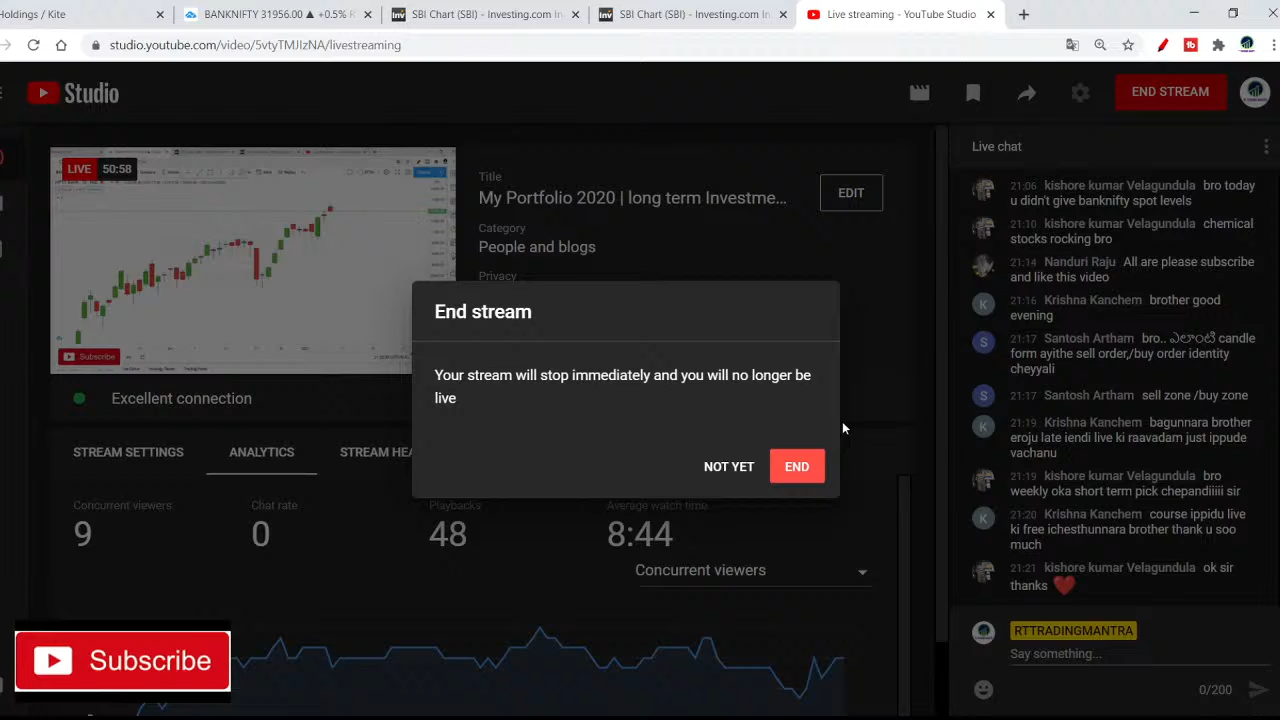 Holdings / Kite
BANKNIFTY 31956.00 ▲ +0.5% R
SBI Chart (SBI) - Investing.com In
SBI Chart (SBI) - Investing.com In
Live streaming - YouTube Studio
studio.youtube.com/video/5vtyTMJIzNA/livestreaming
Studio
END STREAM
LIVE 50:58
Subscribe
Title
My Portfolio 2020 | long term Investme...
EDIT
Category
People and blogs
Privacy
Excellent connection
End stream
Your stream will stop immediately and you will no longer be
live
NOT YET
END
STREAM SETTINGS
ANALYTICS
STREAM HEA
Concurrent viewers
9
Chat rate
0
Playbacks
48
Average watch time
8:44
Concurrent viewers
Subscribe
Live chat
21:06 kishore kumar Velagundula bro today
u didn't give banknifty spot levels
21:10 kishore kumar Velagundula chemical
stocks rocking bro
21:14 Nanduri Raju All are please subscribe
and like this video
K
21:16 Krishna Kanchem brother good
evening
S
21:17 Santosh Artham bro.. ఎలాంటి candle
form ayithe sell order,/buy order identity
cheyyali
S
21:17 Santosh Artham sell zone /buy zone
K
21:19 Krishna Kanchem bagunnara brother
eroju late iendi live ki raavadam just ippude
vachanu
21:19 kishore kumar Velagundula bro
weekly oka short term pick chepandiiiii sir
K
21:20 Krishna Kanchem course ippidu live
ki free ichesthunnara brother thank u soo
much
21:21 kishore kumar Velagundula ok sir
thanks ❤️
RTTRADINGMANTRA
Say something...
0/200